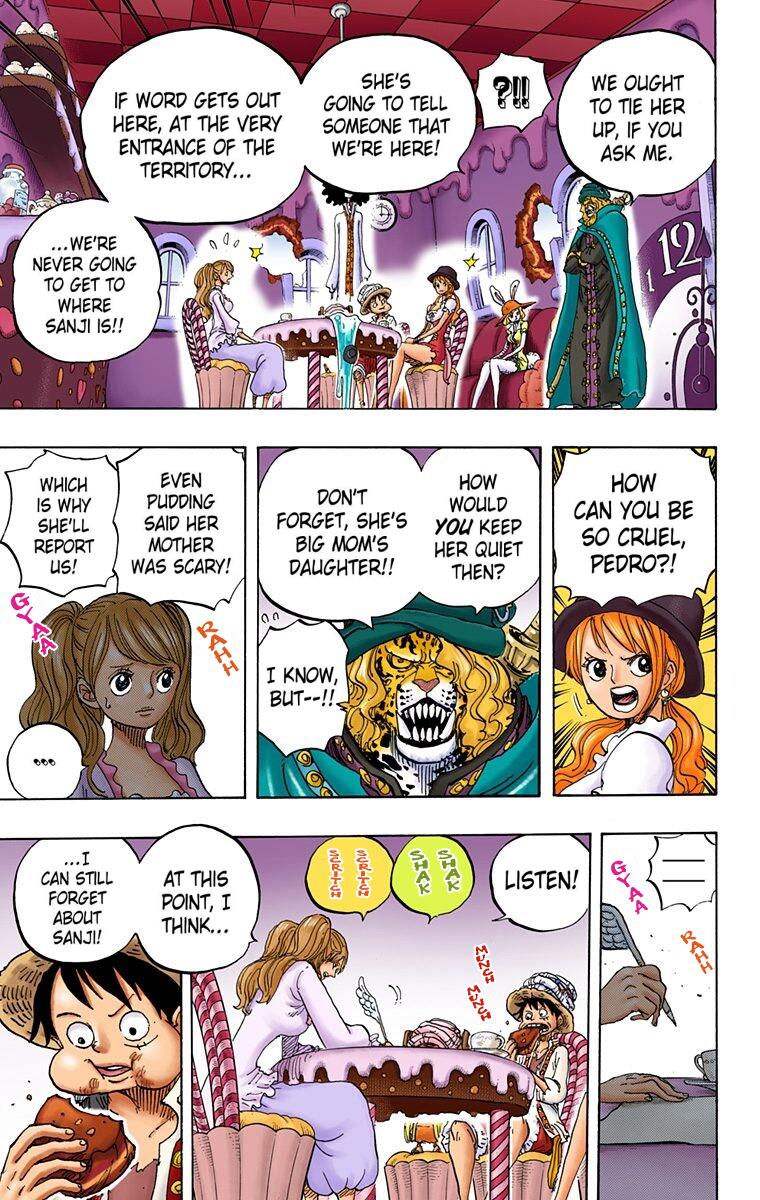 WE OUGHT
TO TIE HER
UP, IF YOU
ASK ME.
?!!
SHE'S
GOING TO TELL
SOMEONE THAT
WE'RE HERE!
IF WORD GETS OUT
HERE, AT THE VERY
ENTRANCE OF THE
TERRITORY...
...WE'RE
NEVER GOING
TO GET TO
WHERE
SANJI IS!!
12
1
HOW
CAN YOU BE
SO CRUEL,
PEDRO?!
HOW
WOULD
YOU KEEP
HER QUIET
THEN?
DON'T
FORGET, SHE'S
BIG MOM'S
DAUGHTER!!
I KNOW,
BUT--!!
EVEN
PUDDING
SAID HER
MOTHER
WAS SCARY!
WHICH
IS WHY
SHE'LL
REPORT
US!
RAHH
GYAA
...
GYAA
RAHH
LISTEN!
SHAK
SHAK
SCRITCH
SCRITCH
MUNCH
MUNCH
AT THIS
POINT, I
THINK...
...I
CAN STILL
FORGET
ABOUT
SANJI!